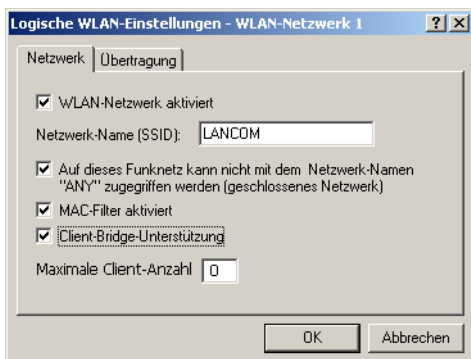 Logische WLAN-Einstellungen - WLAN-Netzwerk 1
Netzwerk Übertragung
WLAN-Netzwerk aktiviert
Netzwerk-Name (SSID): LANCOM
Auf dieses Funknetz kann nicht mit dem Netzwerk-Namen
"ANY" zugegriffen werden (geschlossenes Netzwerk)
MAC-Filter aktiviert
Client-Bridge-Unterstützung
Maximale Client-Anzahl 0
OK Abbrechen